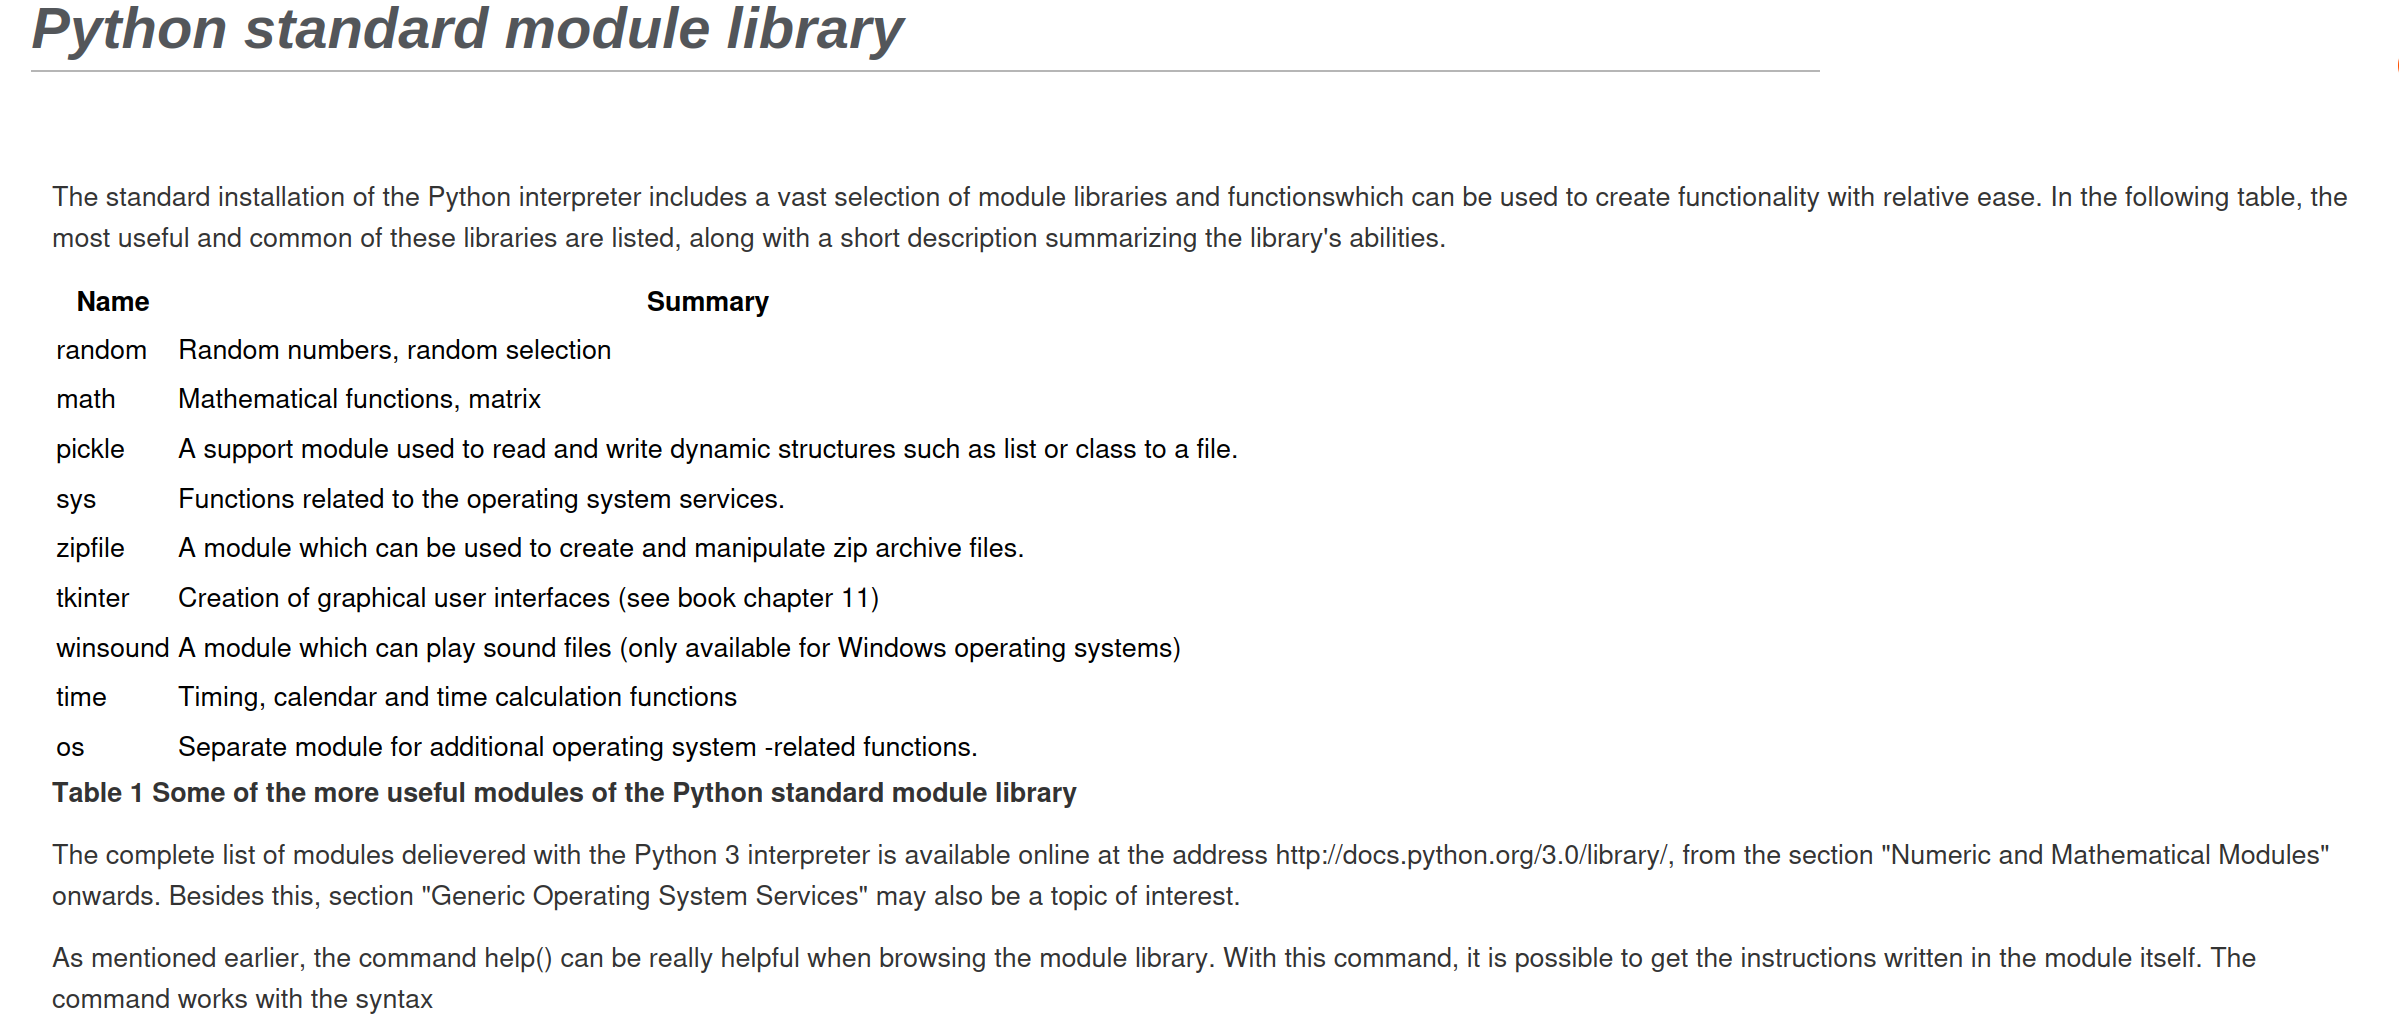 Python standard module library
The standard installation of the Python interpreter includes a vast selection of module libraries and functionswhich can be used to create functionality with relative ease. In the following table, the
most useful and common of these libraries are listed, along with a short description summarizing the library's abilities.
Name Summary
random Random numbers, random selection
math Mathematical functions, matrix
pickle A support module used to read and write dynamic structures such as list or class to a file.
sys Functions related to the operating system services.
zipfile A module which can be used to create and manipulate zip archive files.
tkinter Creation of graphical user interfaces (see book chapter 11)
winsound A module which can play sound files (only available for Windows operating systems)
time Timing, calendar and time calculation functions
os Separate module for additional operating system -related functions.
Table 1 Some of the more useful modules of the Python standard module library
The complete list of modules delievered with the Python 3 interpreter is available online at the address http://docs.python.org/3.0/library/, from the section "Numeric and Mathematical Modules"
onwards. Besides this, section "Generic Operating System Services" may also be a topic of interest.
As mentioned earlier, the command help() can be really helpful when browsing the module library. With this command, it is possible to get the instructions written in the module itself. The
command works with the syntax